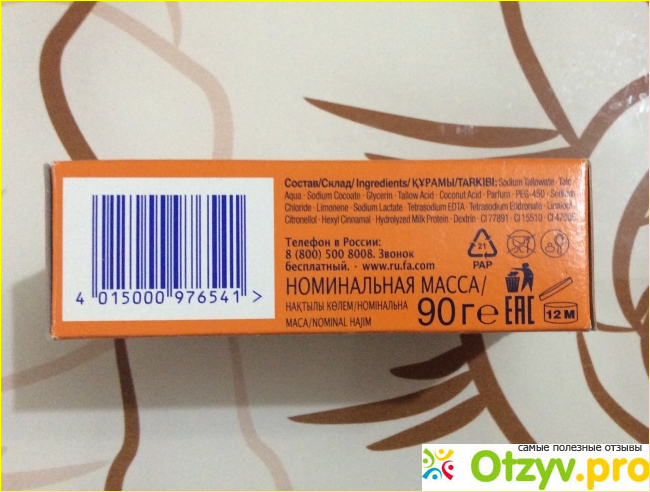 Состав/Склад/ Ingredients/ ҚҰРАМЫ/TARKIBI: Sodium Tallowate · Talc ·
Aqua · Sodium Cocoate · Glycerin · Tallow Acid · Coconut Acid · Parfum · PEG-450 · Sodium
Chloride · Limonene · Sodium Lactate · Tetrasodium EDTA · Tetrasodium Etidronate · Linalool ·
Citronellol · Hexyl Cinnamal · Hydrolyzed Milk Protein · Dextrin · CI 77891 · CI 15510 · CI 47005
Телефон в России:
8 (800) 500 8008. Звонок
бесплатный. · www.ru.fa.com
21
PAP
НОМИНАЛЬНАЯ МАССА/
НАҚТЫЛЫ КӨЛЕМ/НОМІНАЛЬНА
МАСА/NOMINAL HAJIM
90 г е
EAC
12 M
4 015000 976541 >
самые полезные отзывы
Otzyv.pro